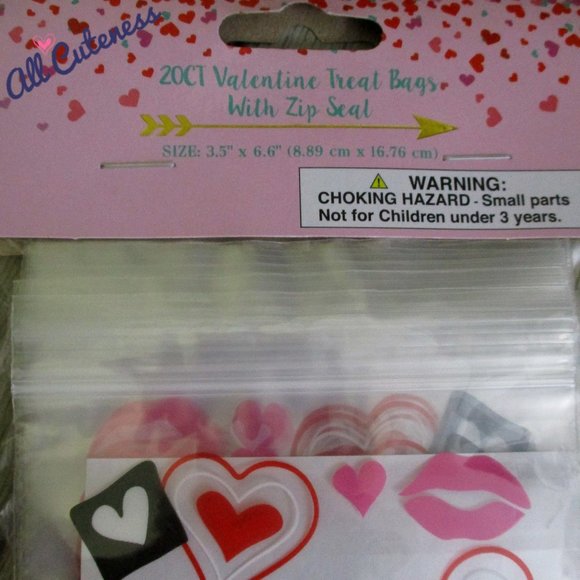 All Cuteness
20CT Valentine Treat Bags
With Zip Seal
SIZE: 3.5" x 6.6" (8.89 cm x 16.76 cm)
WARNING:
CHOKING HAZARD - Small parts
Not for Children under 3 years.